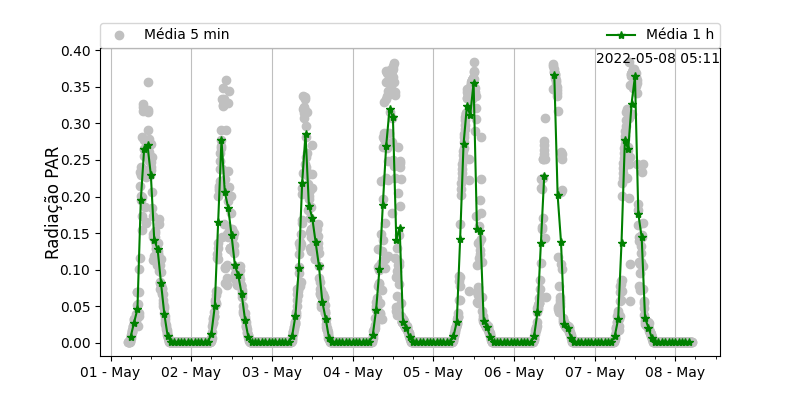 Média 5 min
Média 1 h
2022-05-08 05:11
Radiação PAR
0.40
0.35
0.30
0.25
0.20
0.15
0.10
0.05
0.00
01 - May 02 - May 03 - May 04 - May 05 - May 06 - May 07 - May 08 - May